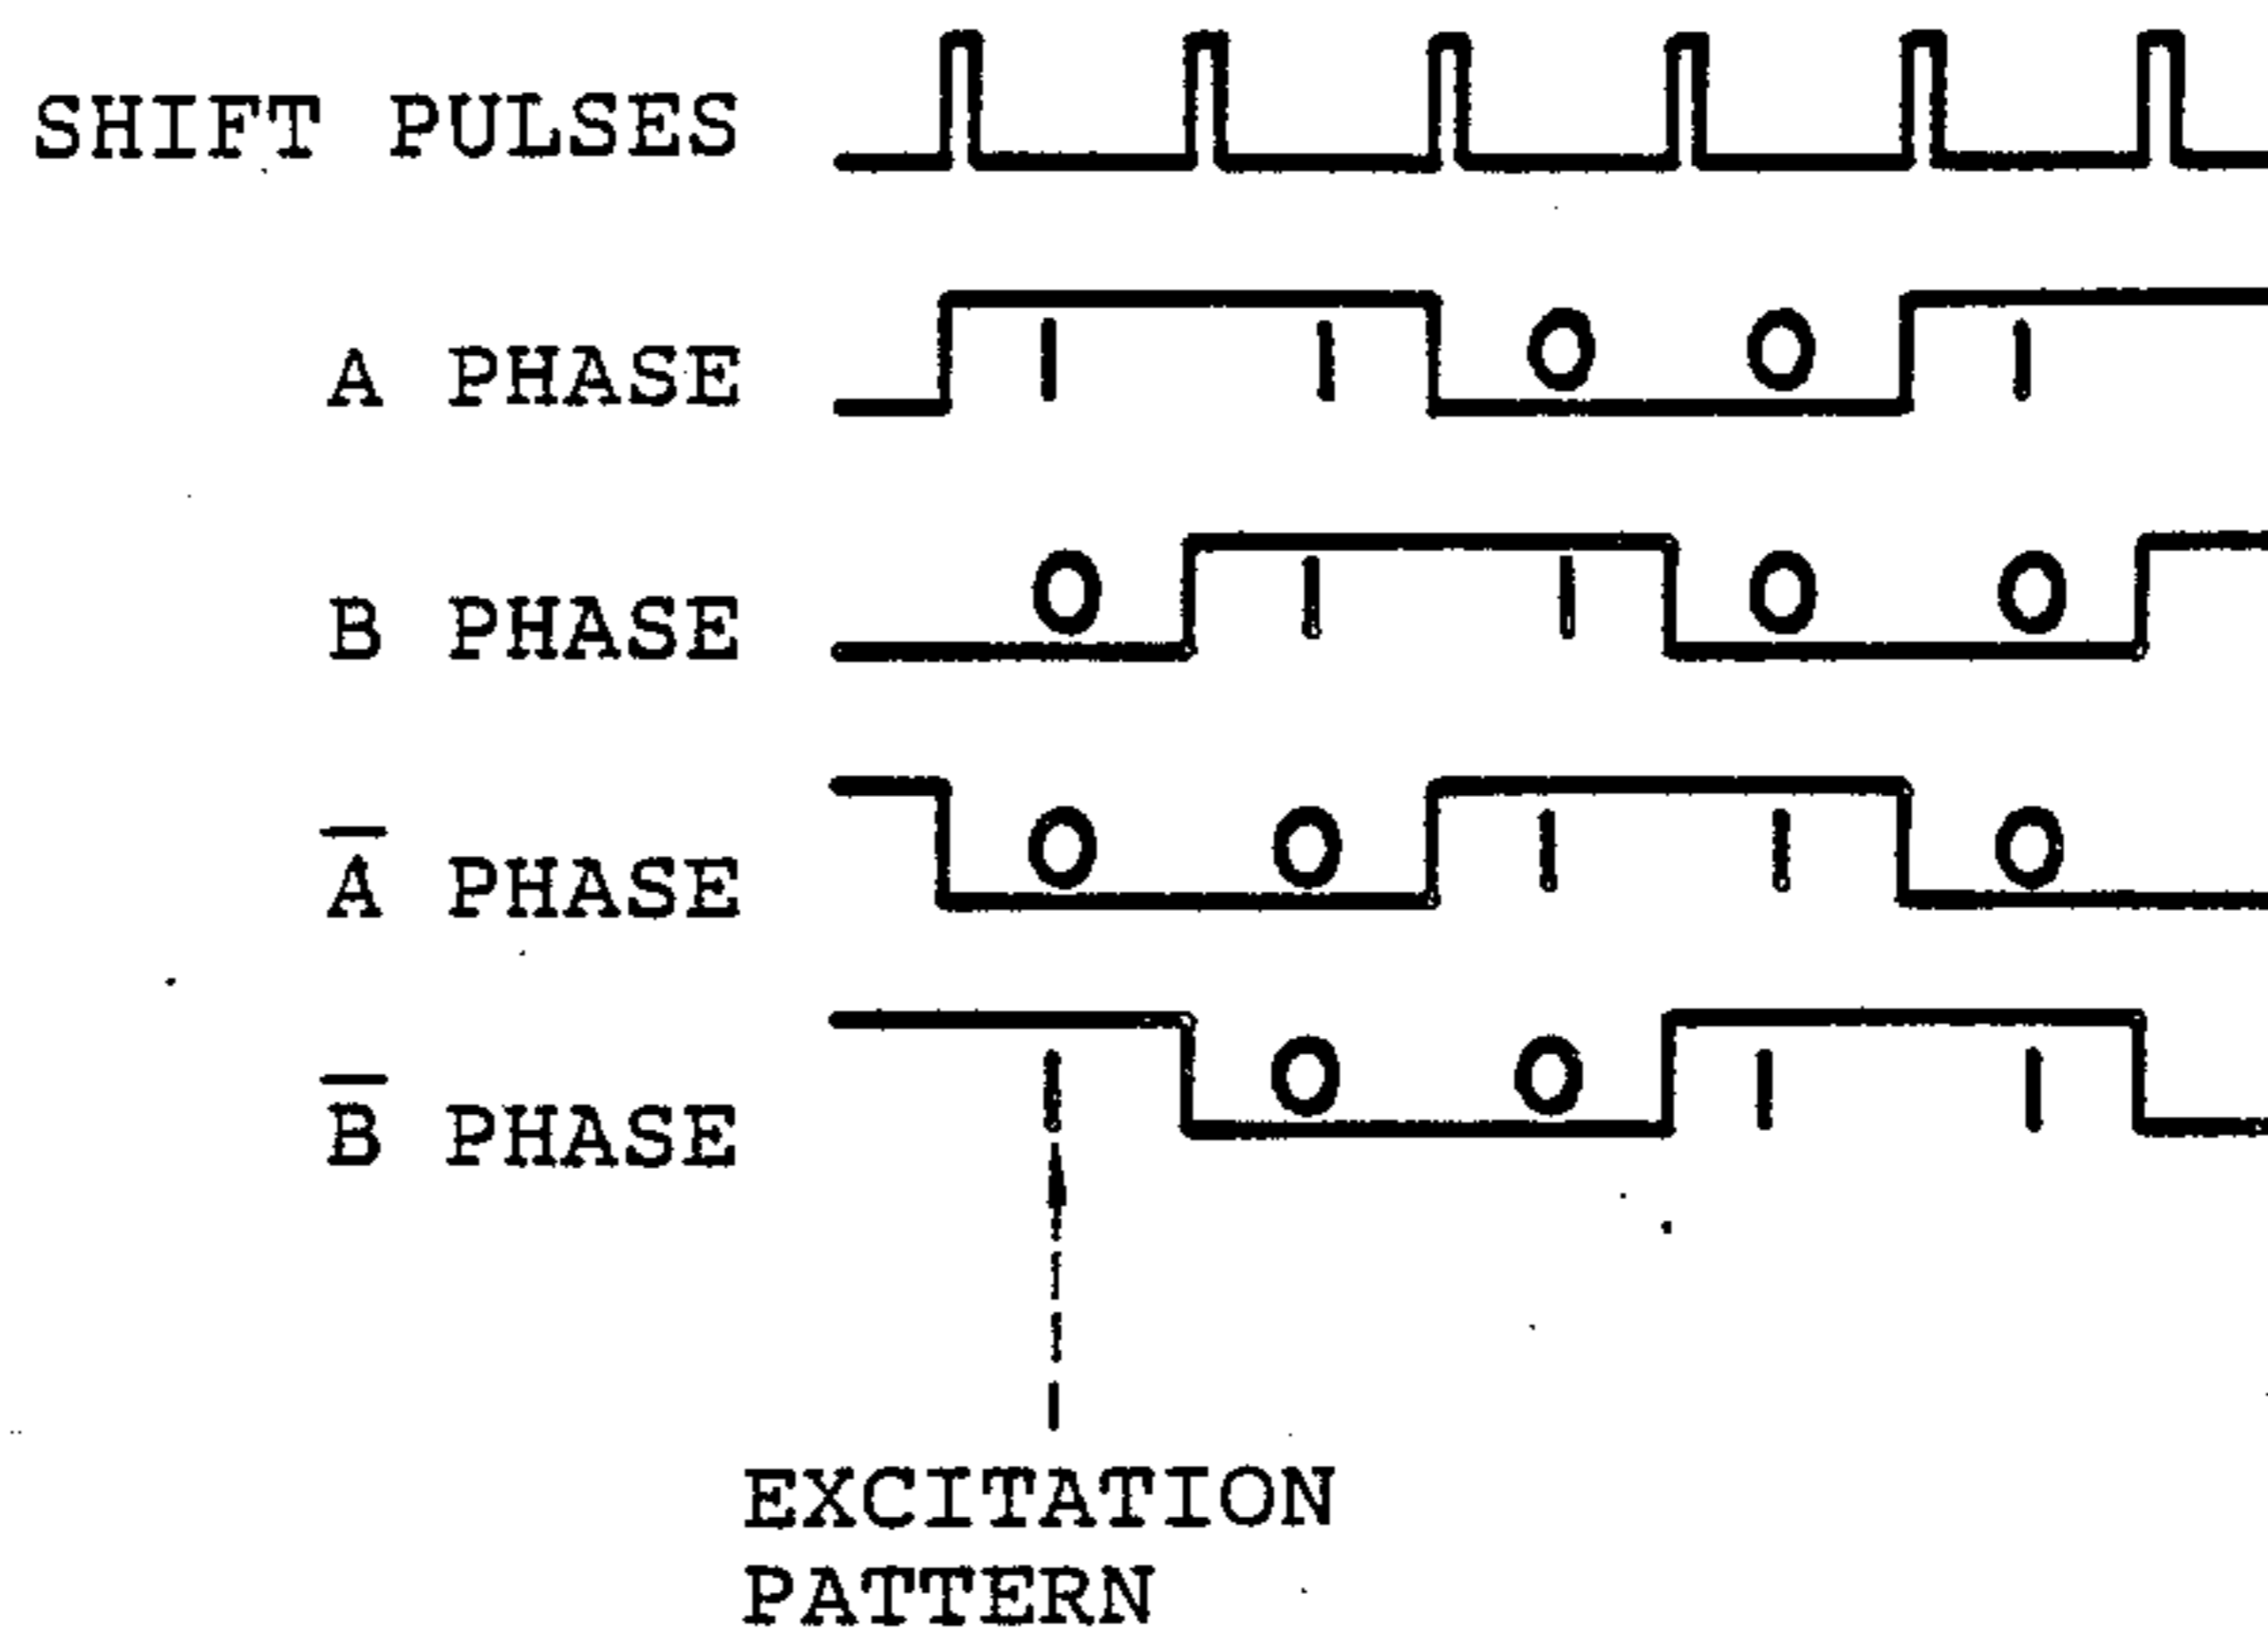 SHIFT PULSES
A PHASE 1 1 0 0 1
B PHASE 0 1 1 0 0
A̅ PHASE 0 0 1 1 0
B̅ PHASE 1 0 0 1 1
EXCITATION
PATTERN